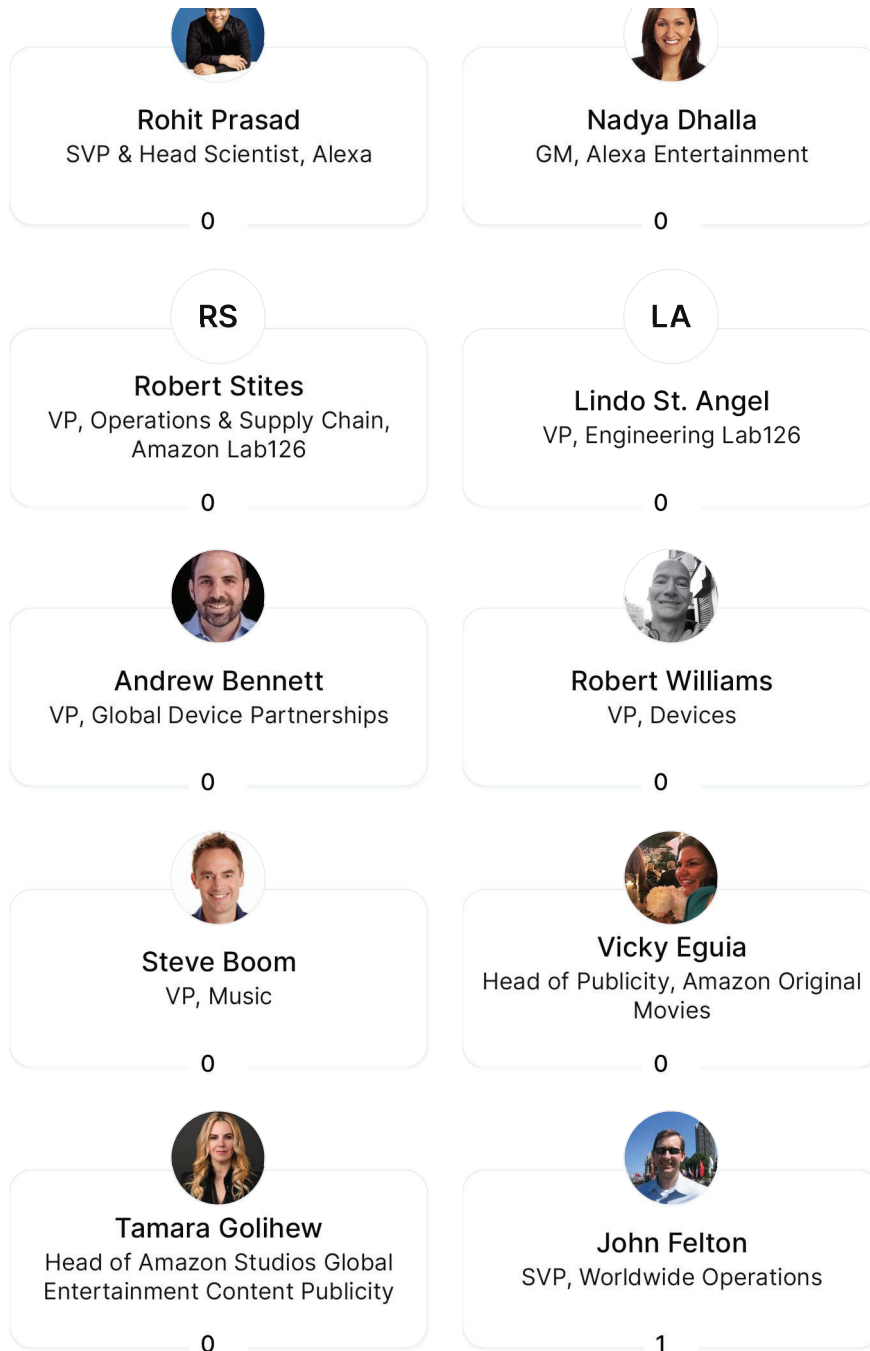 Rohit Prasad
SVP & Head Scientist, Alexa
0
Nadya Dhalla
GM, Alexa Entertainment
0
RS
Robert Stites
VP, Operations & Supply Chain,
Amazon Lab126
0
LA
Lindo St. Angel
VP, Engineering Lab126
0
Andrew Bennett
VP, Global Device Partnerships
0
Robert Williams
VP, Devices
0
Steve Boom
VP, Music
0
Vicky Eguia
Head of Publicity, Amazon Original
Movies
0
Tamara Golihew
Head of Amazon Studios Global
Entertainment Content Publicity
0
John Felton
SVP, Worldwide Operations
1